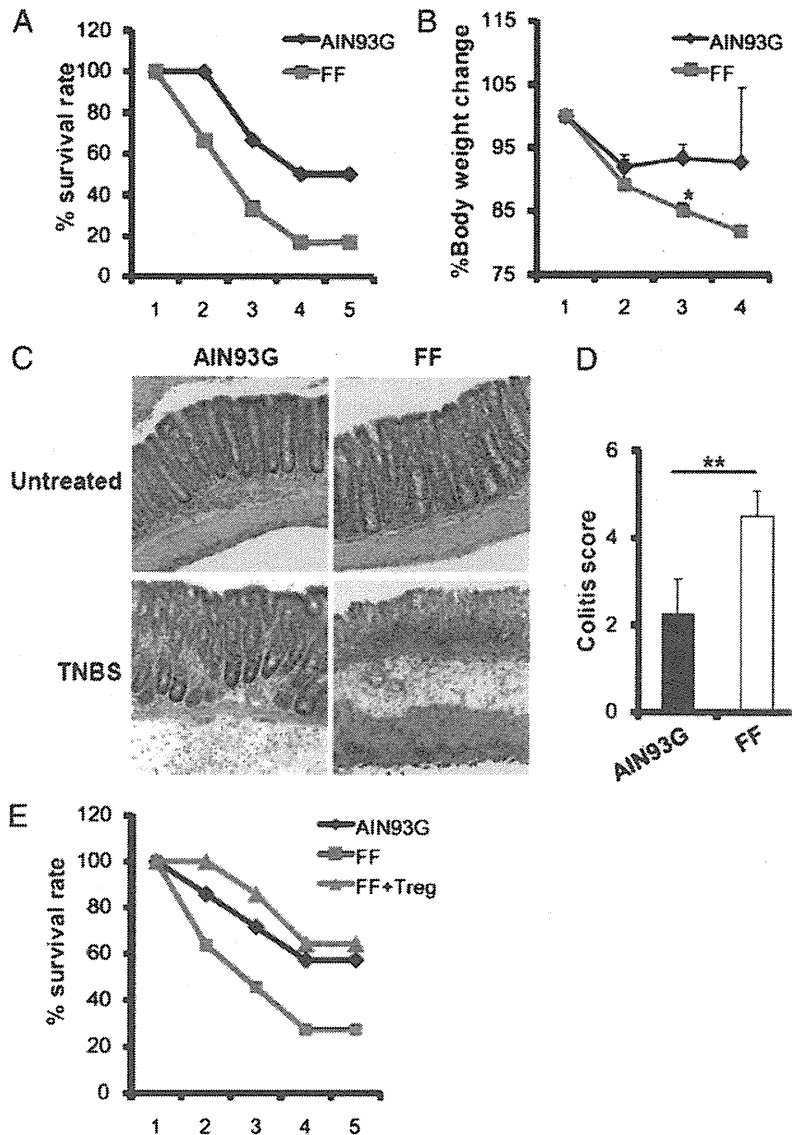 A
% survival rate
120
100
80
60
40
20
0
1 2 3 4 5
AIN93G
FF
B
%Body weight change
115
105
95
85
75
1 2 3 4
AIN93G
FF
*
C
AIN93G FF
Untreated
TNBS
D
Colitis score
6
4
2
0
**
AIN93G FF
E
% survival rate
120
100
80
60
40
20
0
1 2 3 4 5
AIN93G
FF
FF+Treg